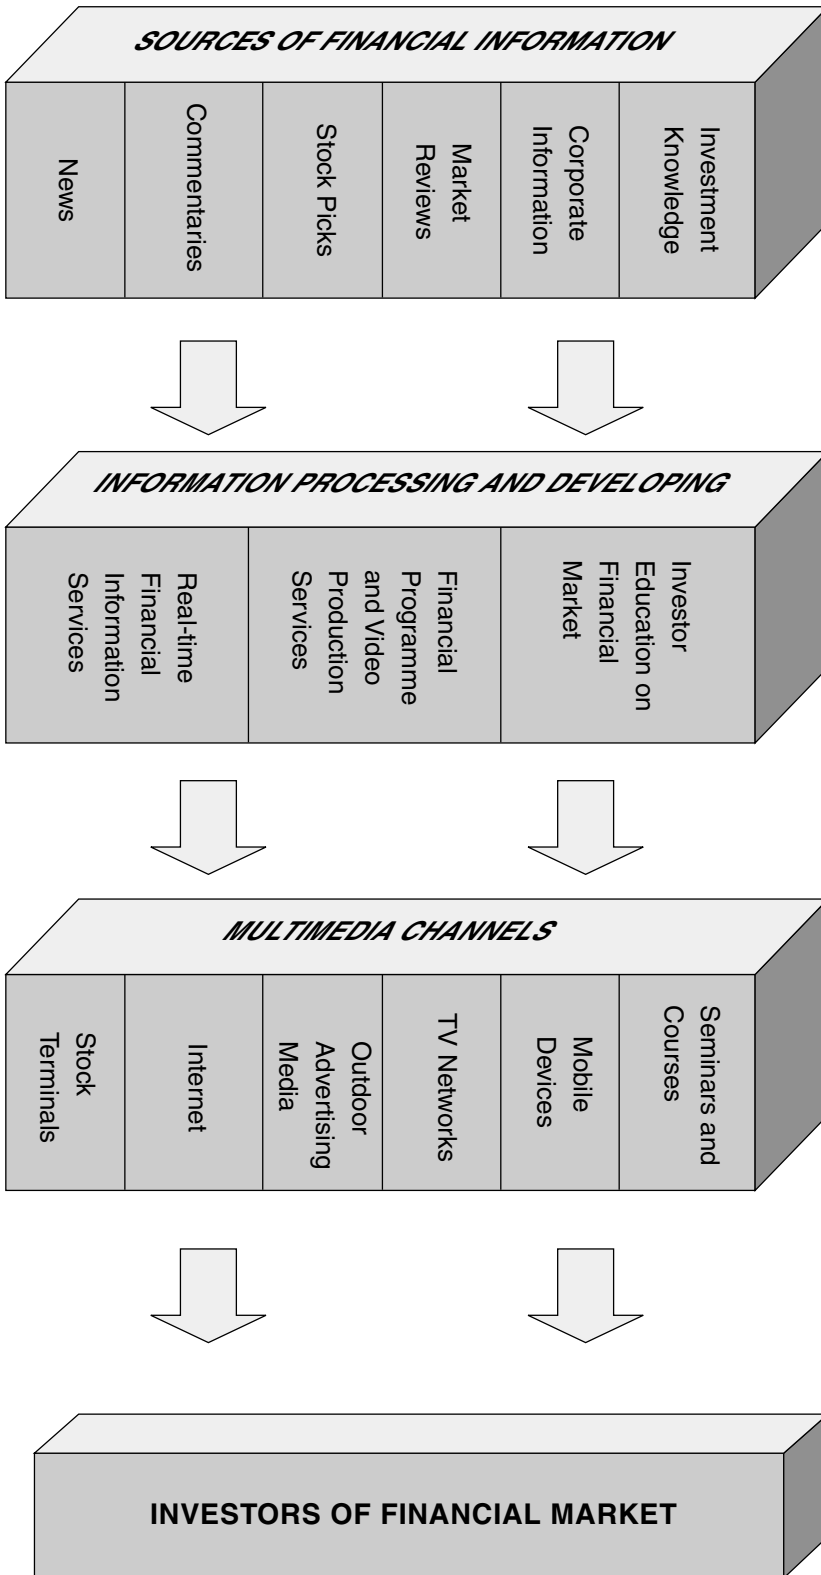 SOURCES OF FINANCIAL INFORMATION
News
Commentaries
Stock Picks
Market
Reviews
Corporate
Information
Investment
Knowledge
INFORMATION PROCESSING AND DEVELOPING
Real-time
Financial
Information
Services
Financial
Programme
and Video
Production
Services
Investor
Education on
Financial
Market
MULTIMEDIA CHANNELS
Stock
Terminals
Internet
Outdoor
Advertising
Media
TV Networks
Mobile
Devices
Seminars and
Courses
INVESTORS OF FINANCIAL MARKET